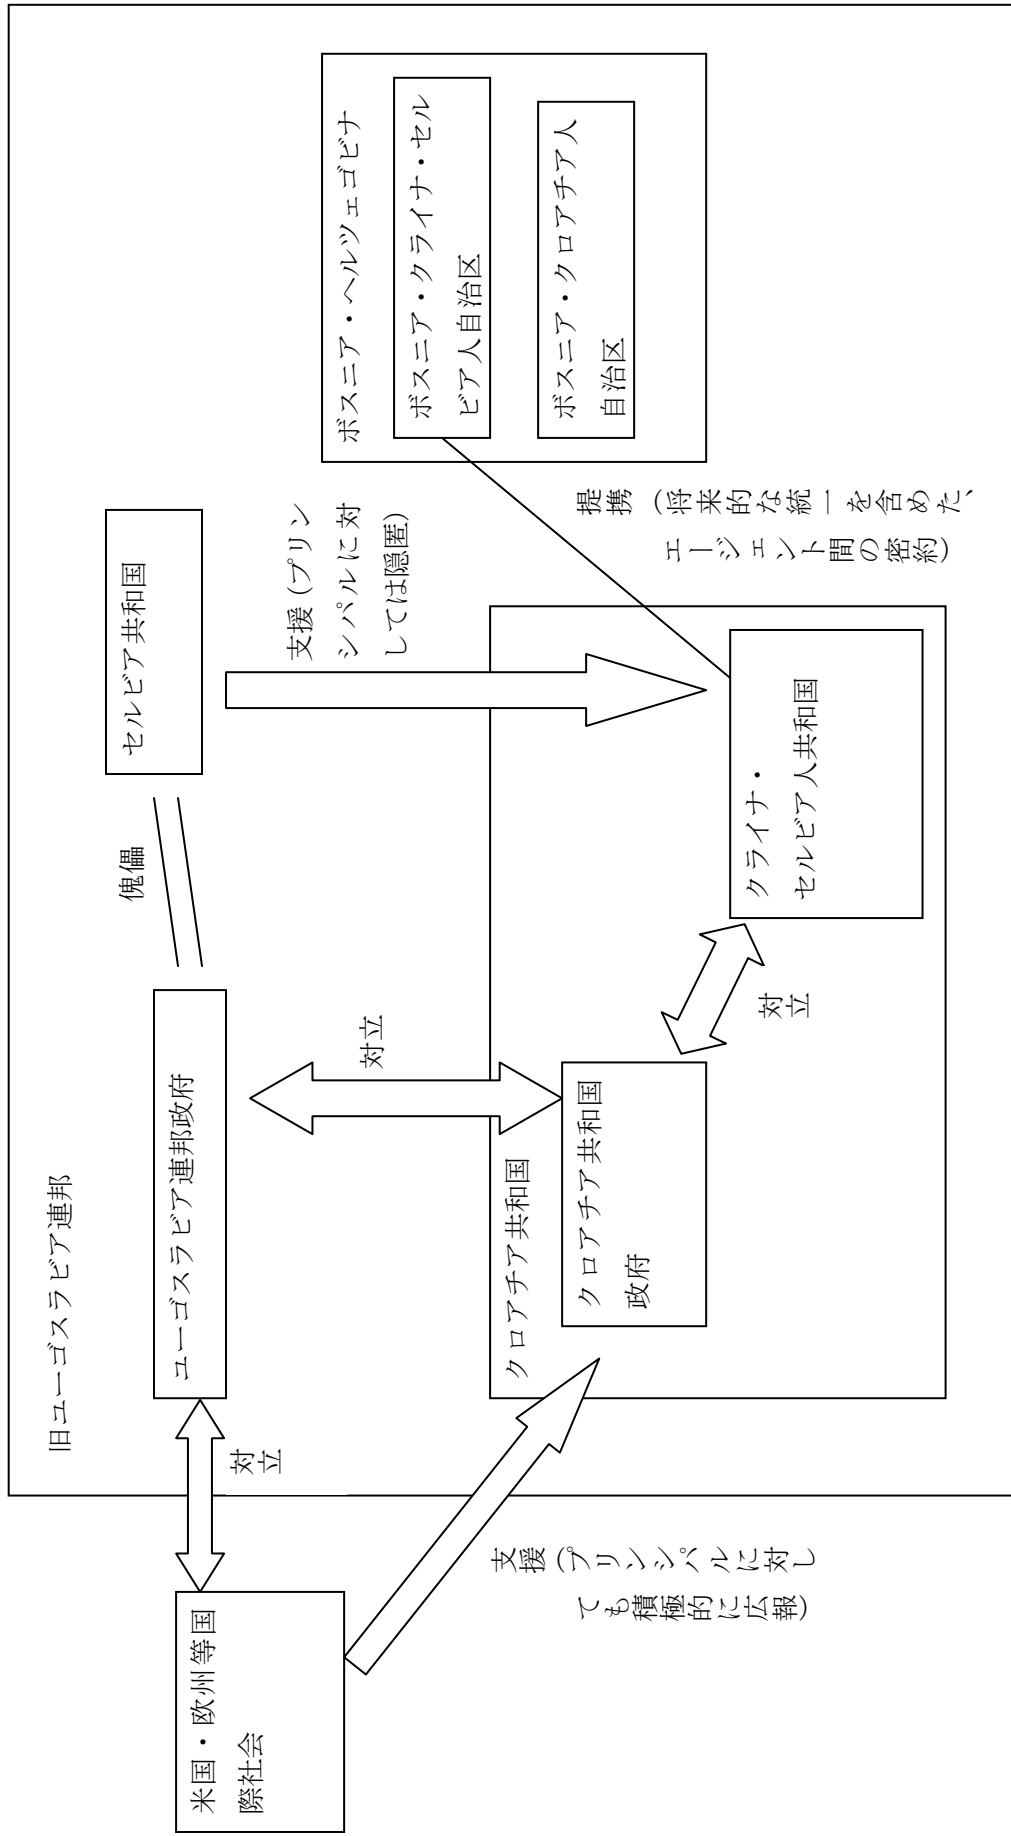 旧ユーゴスラビア連邦
米国・欧州等国
際社会
対立
ユーゴスラビア連邦政府
傀儡
セルビア共和国
支援(プリンシパルに対し
ても積極的に広報)
対立
支援(プリン
シパルに対
しては隠匿)
クロアチア共和国
クロアチア共和国
政府
対立
クライナ・
セルビア人共和国
提携(将来的な統一を含めた、
エージェント間の密約)
ボスニア・ヘルツェゴビナ
ボスニア・クライナ・セル
ビア人自治区
ボスニア・クロアチア人
自治区